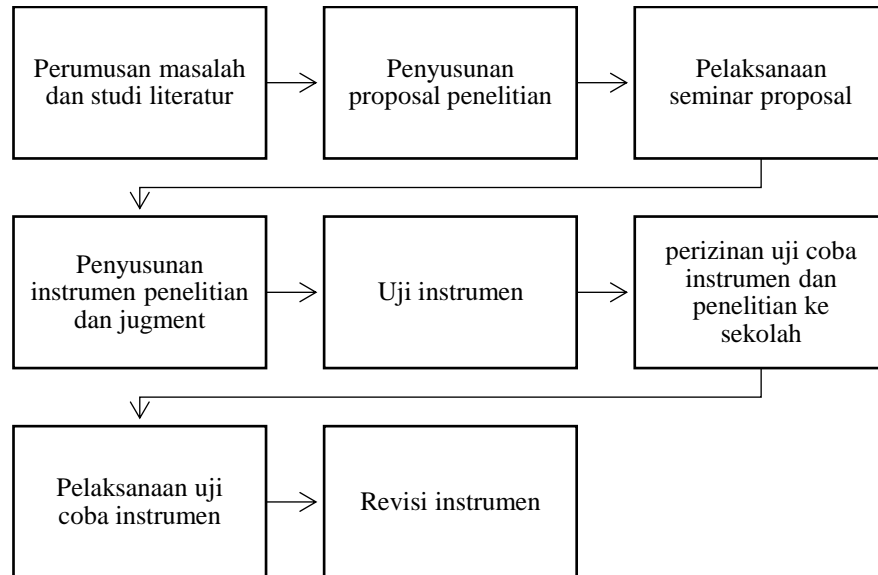 Perumusan masalah
dan studi literatur
Penyusunan
proposal penelitian
Pelaksanaan
seminar proposal
Penyusunan
instrumen penelitian
dan jugment
Uji instrumen
perizinan uji coba
instrumen dan
penelitian ke
sekolah
Pelaksanaan uji
coba instrumen
Revisi instrumen